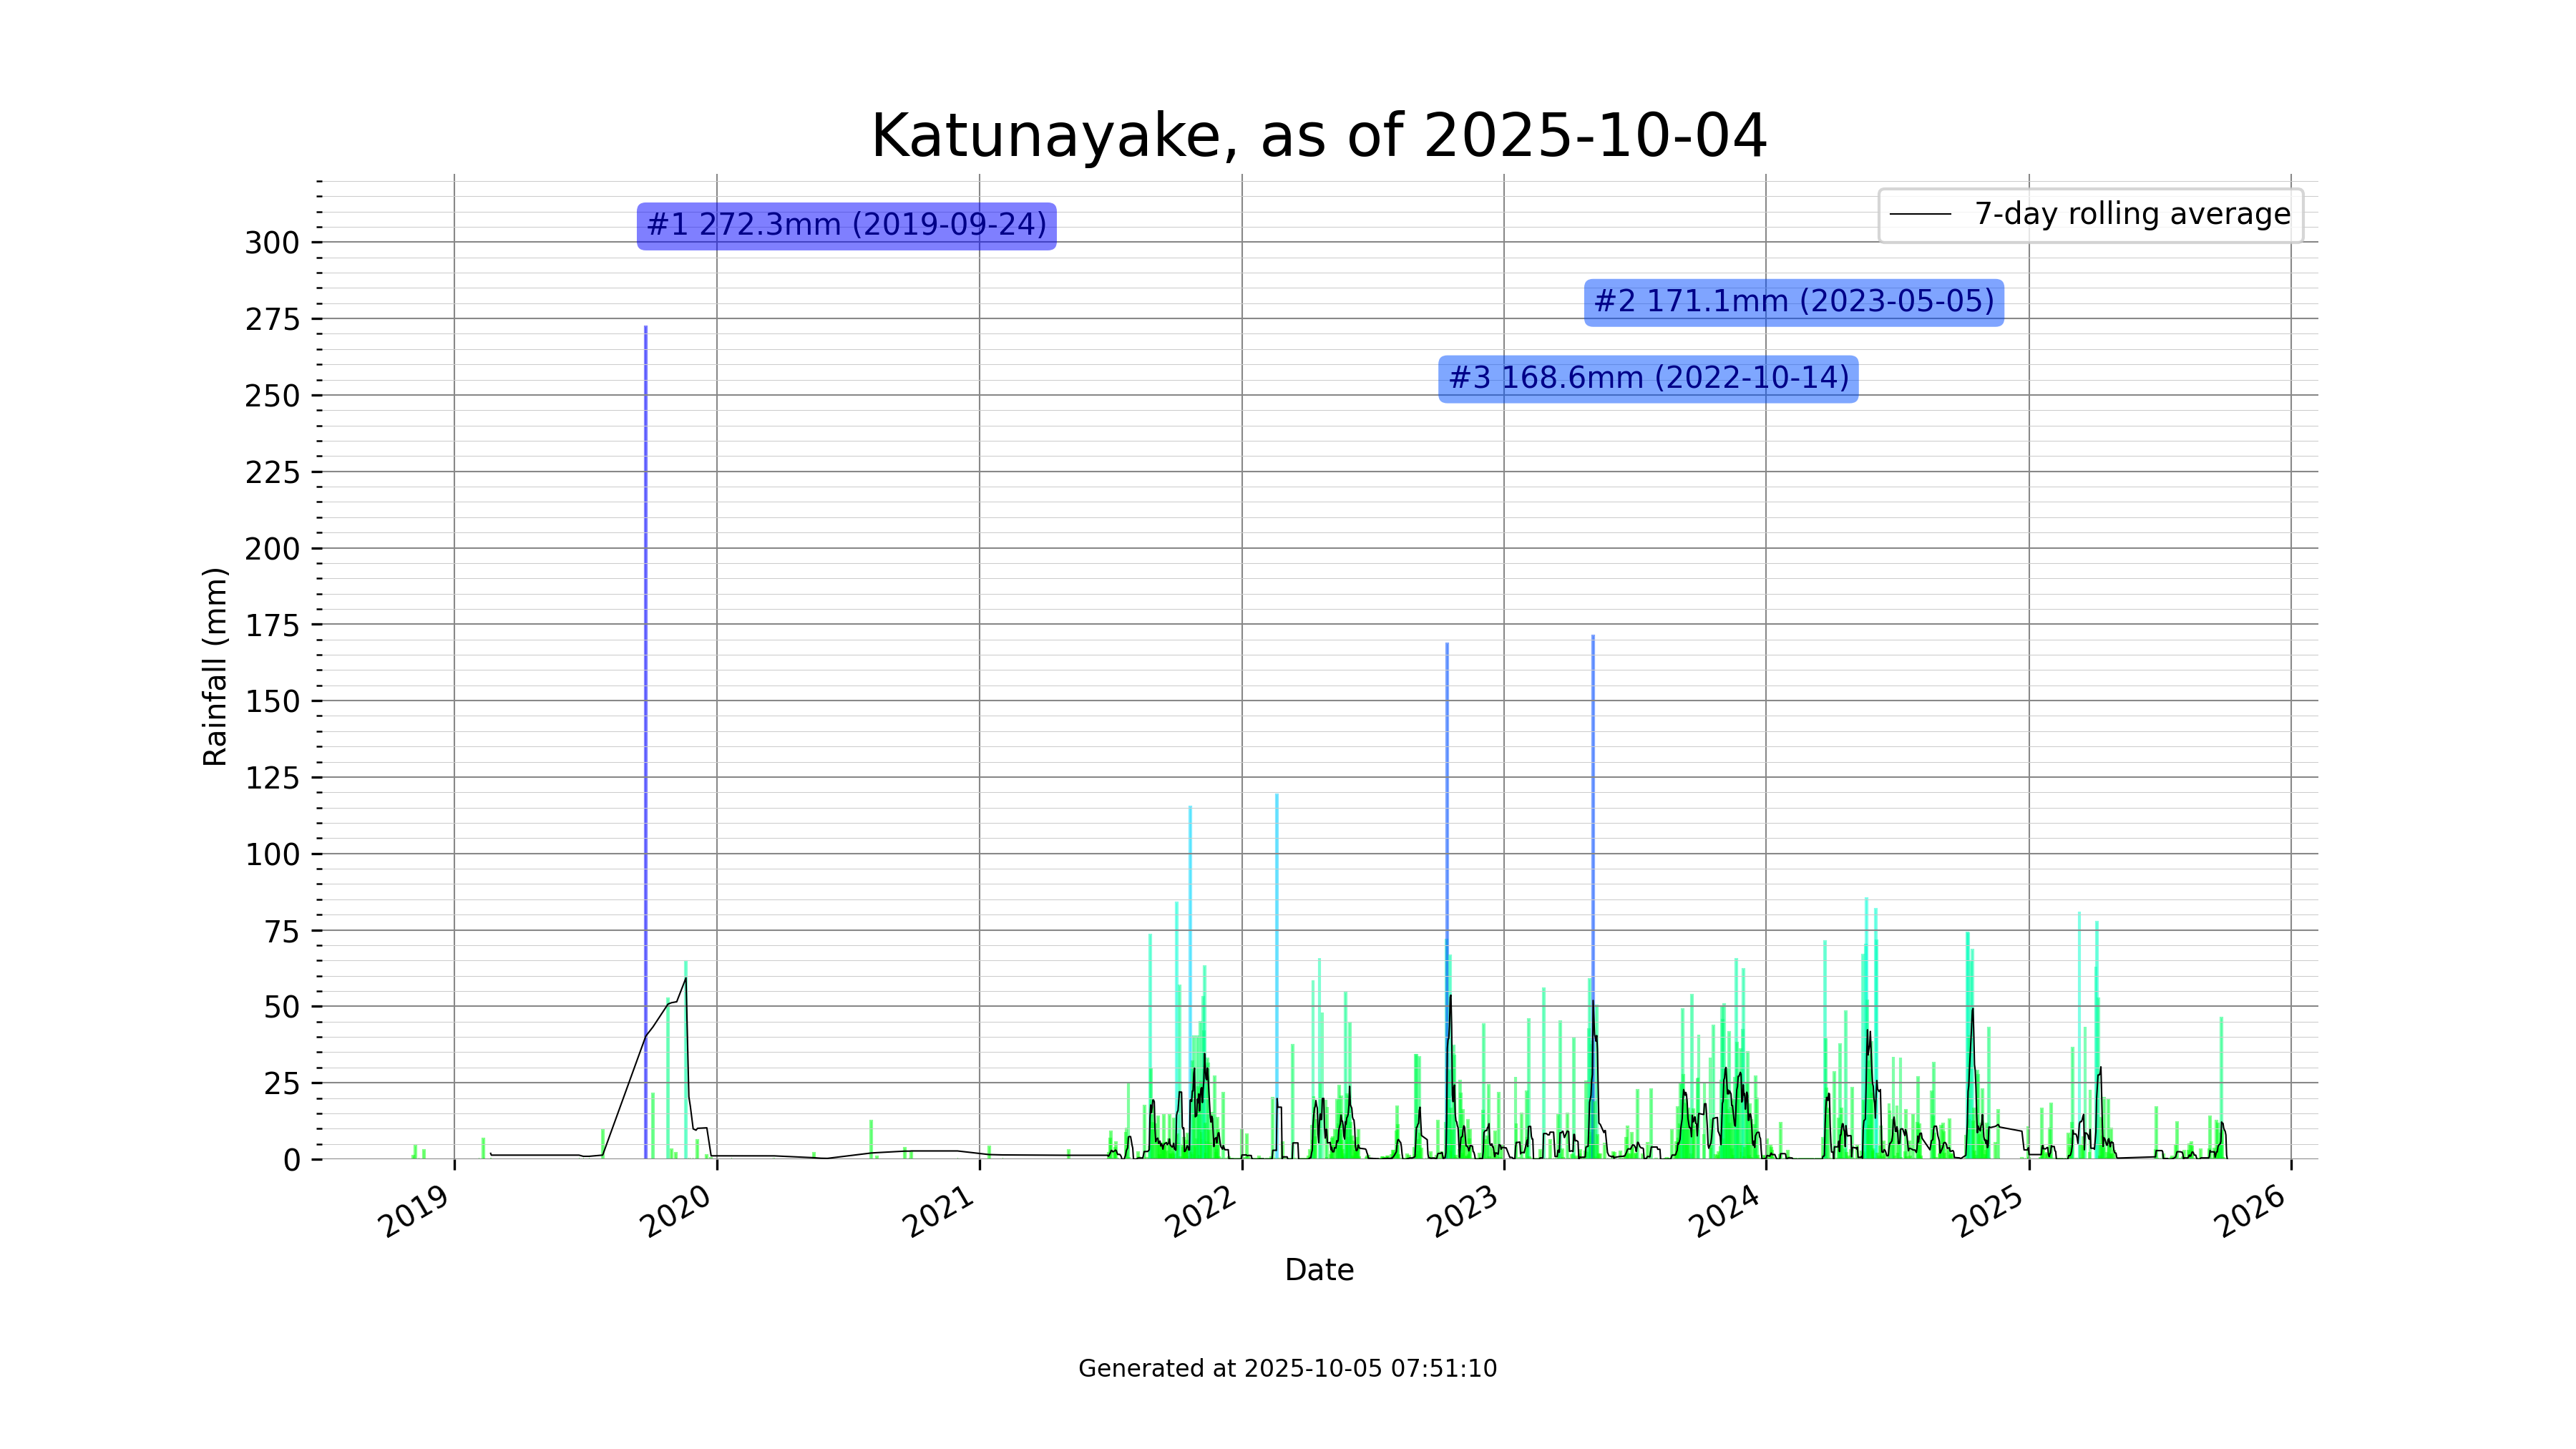 Katunayake, as of 2025-10-04
7-day rolling average
#1 272.3mm (2019-09-24)
#2 171.1mm (2023-05-05)
#3 168.6mm (2022-10-14)
Rainfall (mm)
300
275
250
225
200
175
150
125
100
75
50
25
0
2019
2020
2021
2022
2023
2024
2025
2026
Date
Generated at 2025-10-05 07:51:10